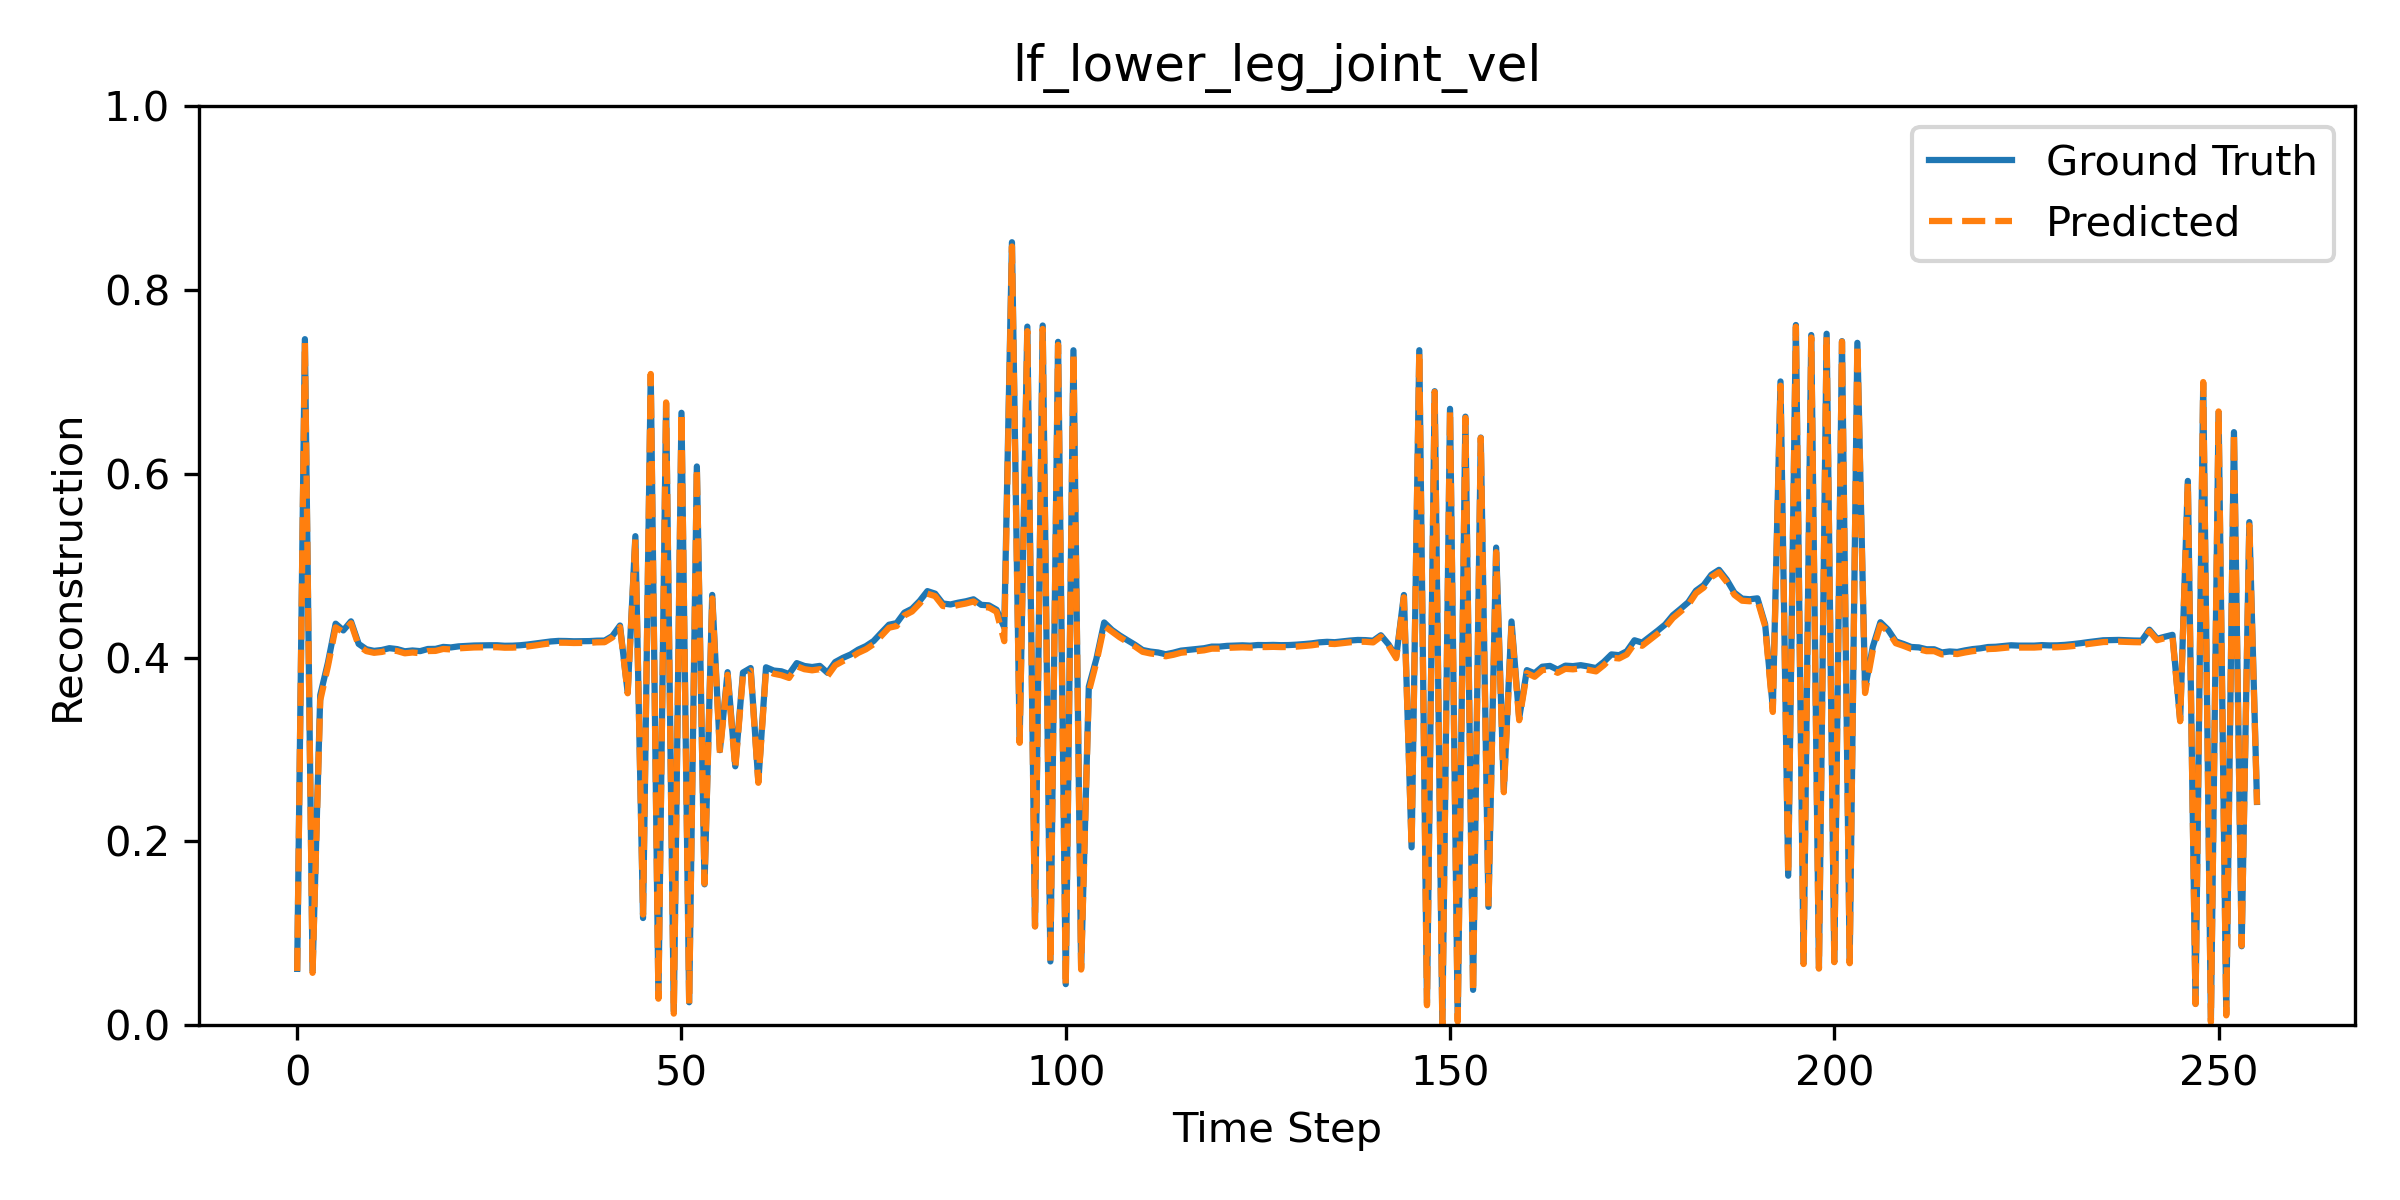 lf_lower_leg_joint_vel
1.0
0.8
0.6
0.4
0.2
0.0
Reconstruction
Ground Truth
Predicted
0 50 100 150 200 250
Time Step